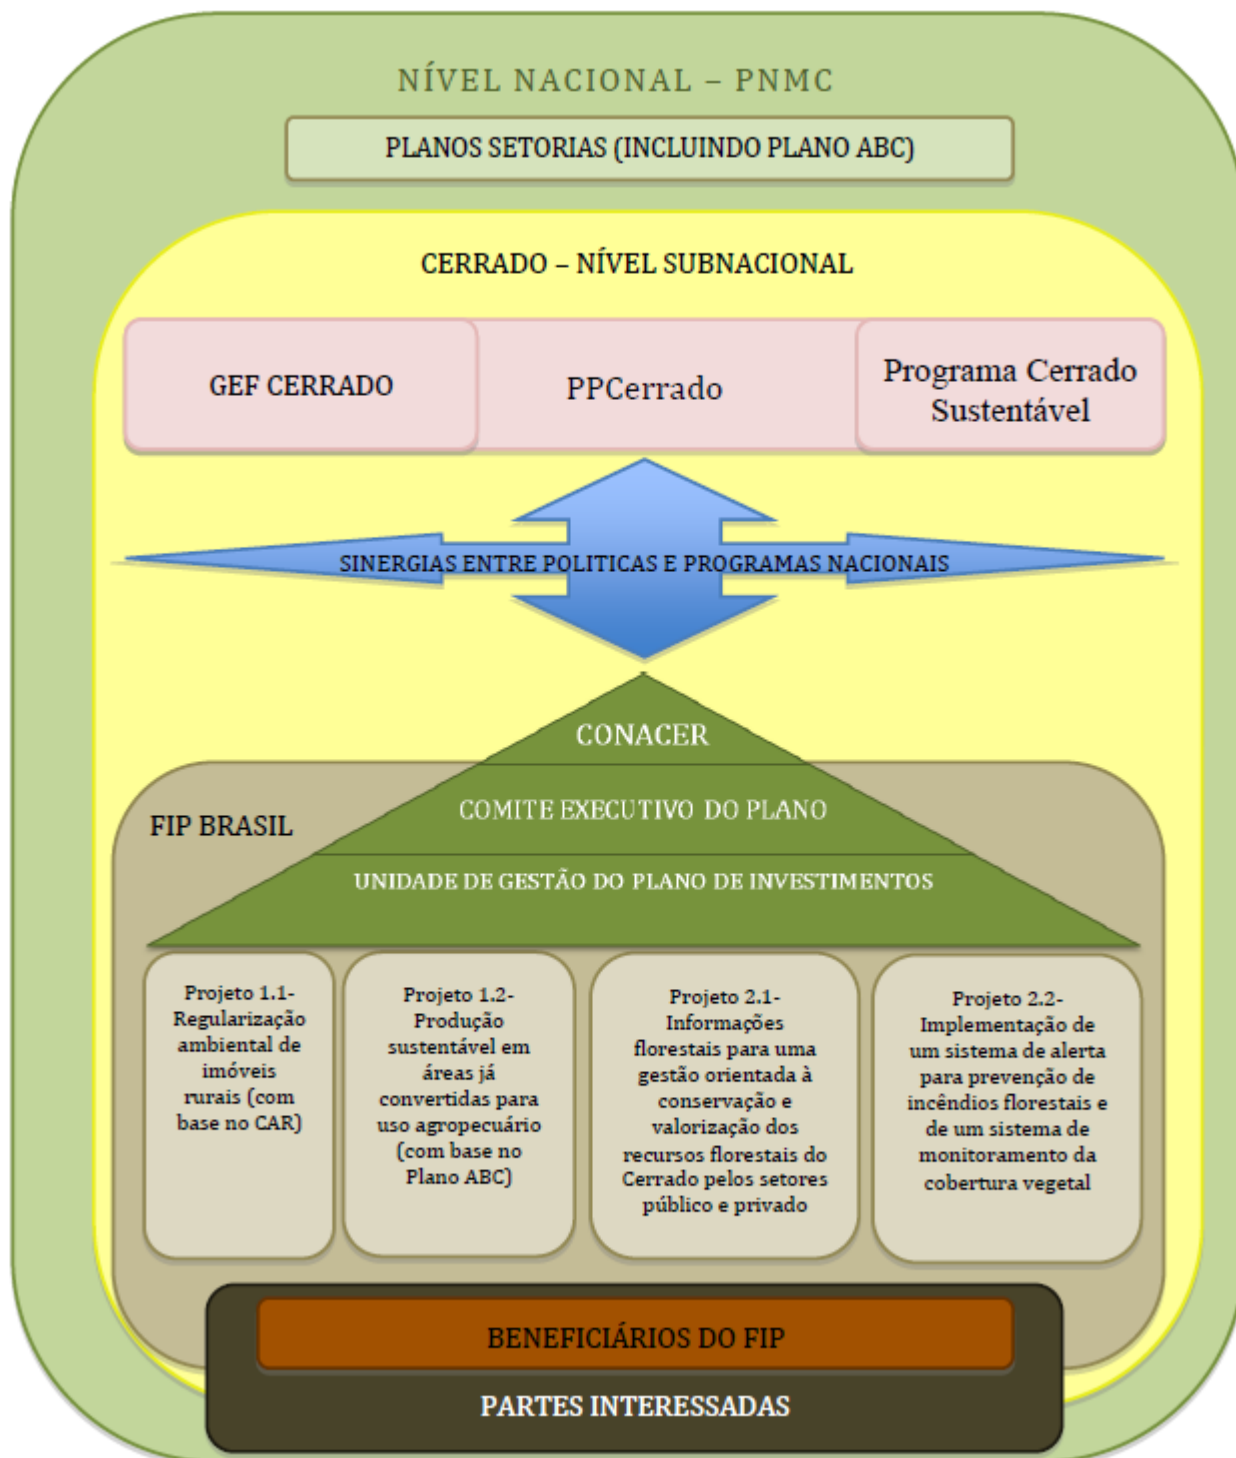 NÍVEL NACIONAL – PNMC
PLANOS SETORIAS (INCLUINDO PLANO ABC)
CERRADO – NÍVEL SUBNACIONAL
GEF CERRADO
PPCerrado
Programa Cerrado
Sustentável
SINERGIAS ENTRE POLITICAS E PROGRAMAS NACIONAIS
CONACER
COMITE EXECUTIVO DO PLANO
FIP BRASIL
UNIDADE DE GESTÃO DO PLANO DE INVESTIMENTOS
Projeto 1.1-
Regularização
ambiental de
imóveis
rurais (com
base no CAR)
Projeto 1.2-
Produção
sustentável em
áreas já
convertidas para
uso agropecuário
(com base no
Plano ABC)
Projeto 2.1-
Informações
florestais para uma
gestão orientada à
conservação e
valorização dos
recursos florestais do
Cerrado pelos setores
público e privado
Projeto 2.2-
Implementação de
um sistema de alerta
para prevenção de
incêndios florestais e
de um sistema de
monitoramento da
cobertura vegetal
BENEFICIÁRIOS DO FIP
PARTES INTERESSADAS